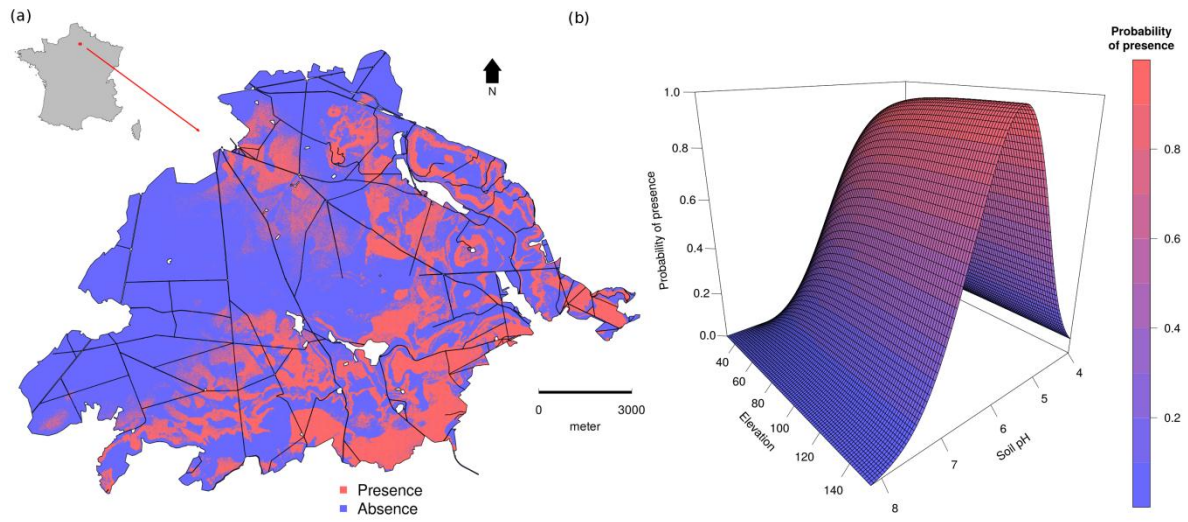 (a)
N
0 3000
meter
Presence
Absence
(b)
Probability of presence
1.0
0.8
0.6
0.4
0.2
0.0
40
60
80
100
120
140
Elevation
8
7
6
5
4
Soil pH
Probability
of presence
0.8
0.6
0.4
0.2